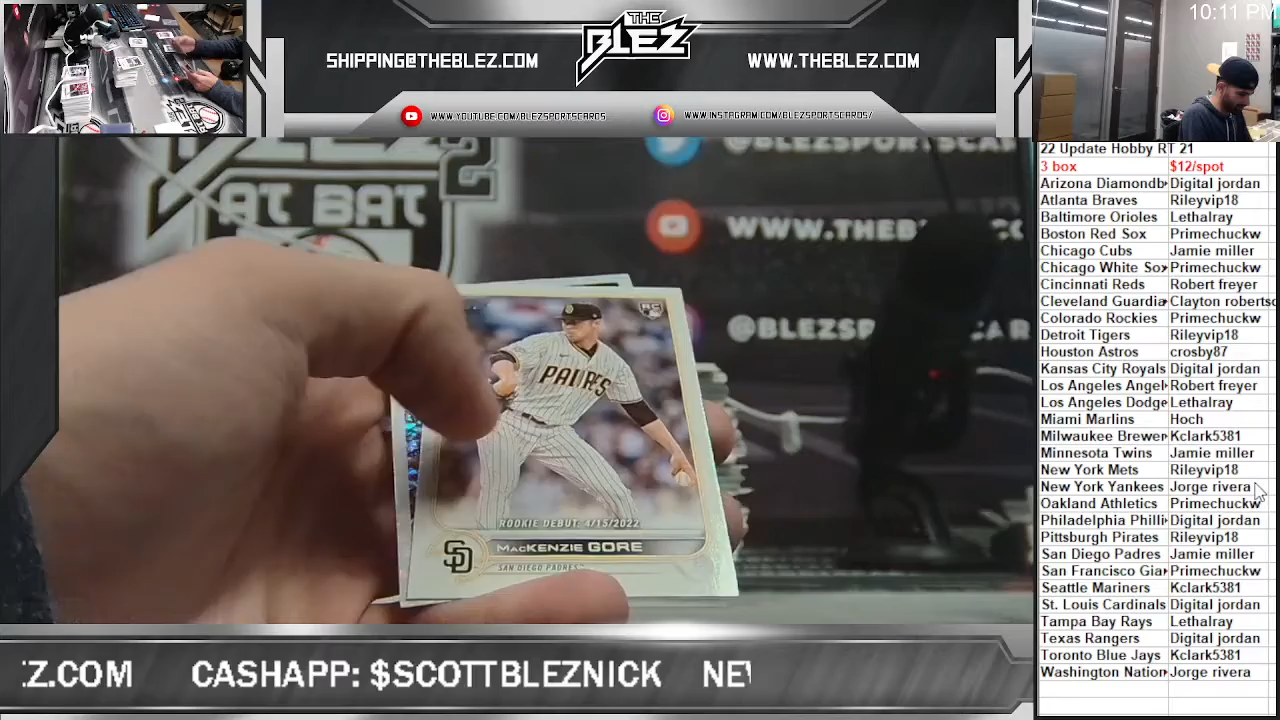 10:11 PM
THE
BLEZ
SHIPPING@THEBLEZ.COM
WWW.THEBLEZ.COM
WWW.YOUTUBE.COM/BLEZSPORTSCARDS
WWW.INSTAGRAM.COM/BLEZSPORTSCARDS/
22 Update Hobby RT 21
3 box $12/spot
Arizona Diamondb Digital jordan
Atlanta Braves Rileyvip18
Baltimore Orioles Lethalray
Boston Red Sox Primechuckw
Chicago Cubs Jamie miller
Chicago White Sox Primechuckw
Cincinnati Reds Robert freyer
Cleveland Guardia Clayton robertso
Colorado Rockies Primechuckw
Detroit Tigers Rileyvip18
Houston Astros crosby87
Kansas City Royals Digital jordan
Los Angeles Angel Robert freyer
Los Angeles Dodge Lethalray
Miami Marlins Hoch
Milwaukee Brewer Kclark5381
Minnesota Twins Jamie miller
New York Mets Rileyvip18
New York Yankees Jorge rivera
Oakland Athletics Primechuckw
Philadelphia Philli Digital jordan
Pittsburgh Pirates Rileyvip18
San Diego Padres Jamie miller
San Francisco Gia Primechuckw
Seattle Mariners Kclark5381
St. Louis Cardinals Digital jordan
Tampa Bay Rays Lethalray
Texas Rangers Digital jordan
Toronto Blue Jays Kclark5381
Washington Nation Jorge rivera
AT BAT
2
@BLEZSPORTSCAR
WWW.THEB
@BLEZSP
RC
PADRES
ROOKIE DEBUT: 4/15/2022
SD
MACKENZIE GORE
SAN DIEGO PADRES
Z.COM CASHAPP: $SCOTTBLEZNICK NEW